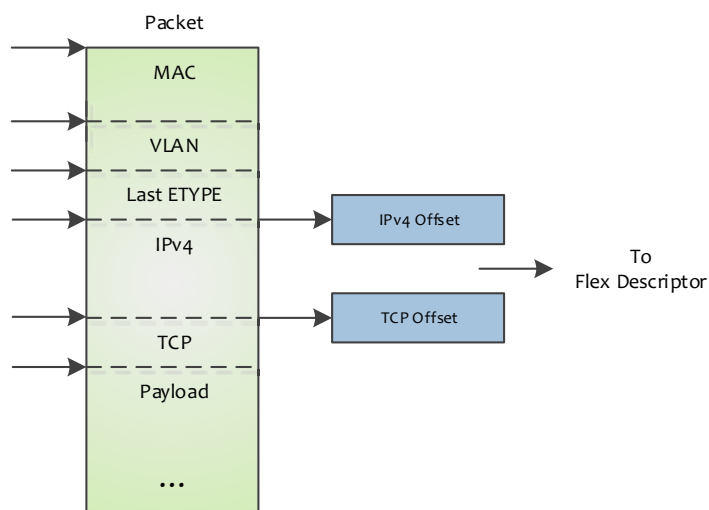 Packet
MAC
VLAN
Last ETYPE
IPv4 Offset
IPv4
To
Flex Descriptor
TCP Offset
TCP
Payload
...